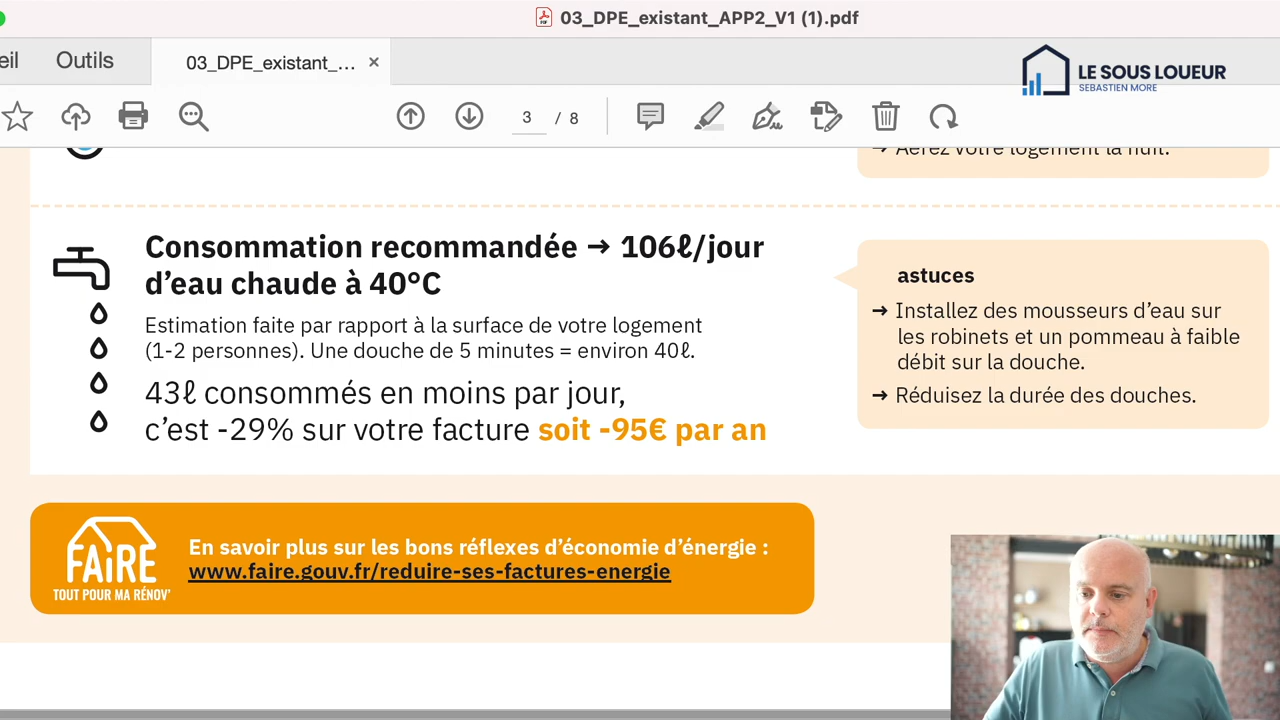 03_DPE_existant_APP2_V1 (1).pdf
eil Outils 03_DPE_existant_... ×
LE SOUS LOUEUR
SEBASTIEN MORE
3 / 8
→ Aérez votre logement la nuit.
Consommation recommandée → 106ℓ/jour
d’eau chaude à 40°C
Estimation faite par rapport à la surface de votre logement
(1-2 personnes). Une douche de 5 minutes = environ 40ℓ.
43ℓ consommés en moins par jour,
c’est -29% sur votre facture soit -95€ par an
astuces
→ Installez des mousseurs d’eau sur
les robinets et un pommeau à faible
débit sur la douche.
→ Réduisez la durée des douches.
FAiRE
TOUT POUR MA RÉNOV’
En savoir plus sur les bons réflexes d’économie d’énergie :
www.faire.gouv.fr/reduire-ses-factures-energie